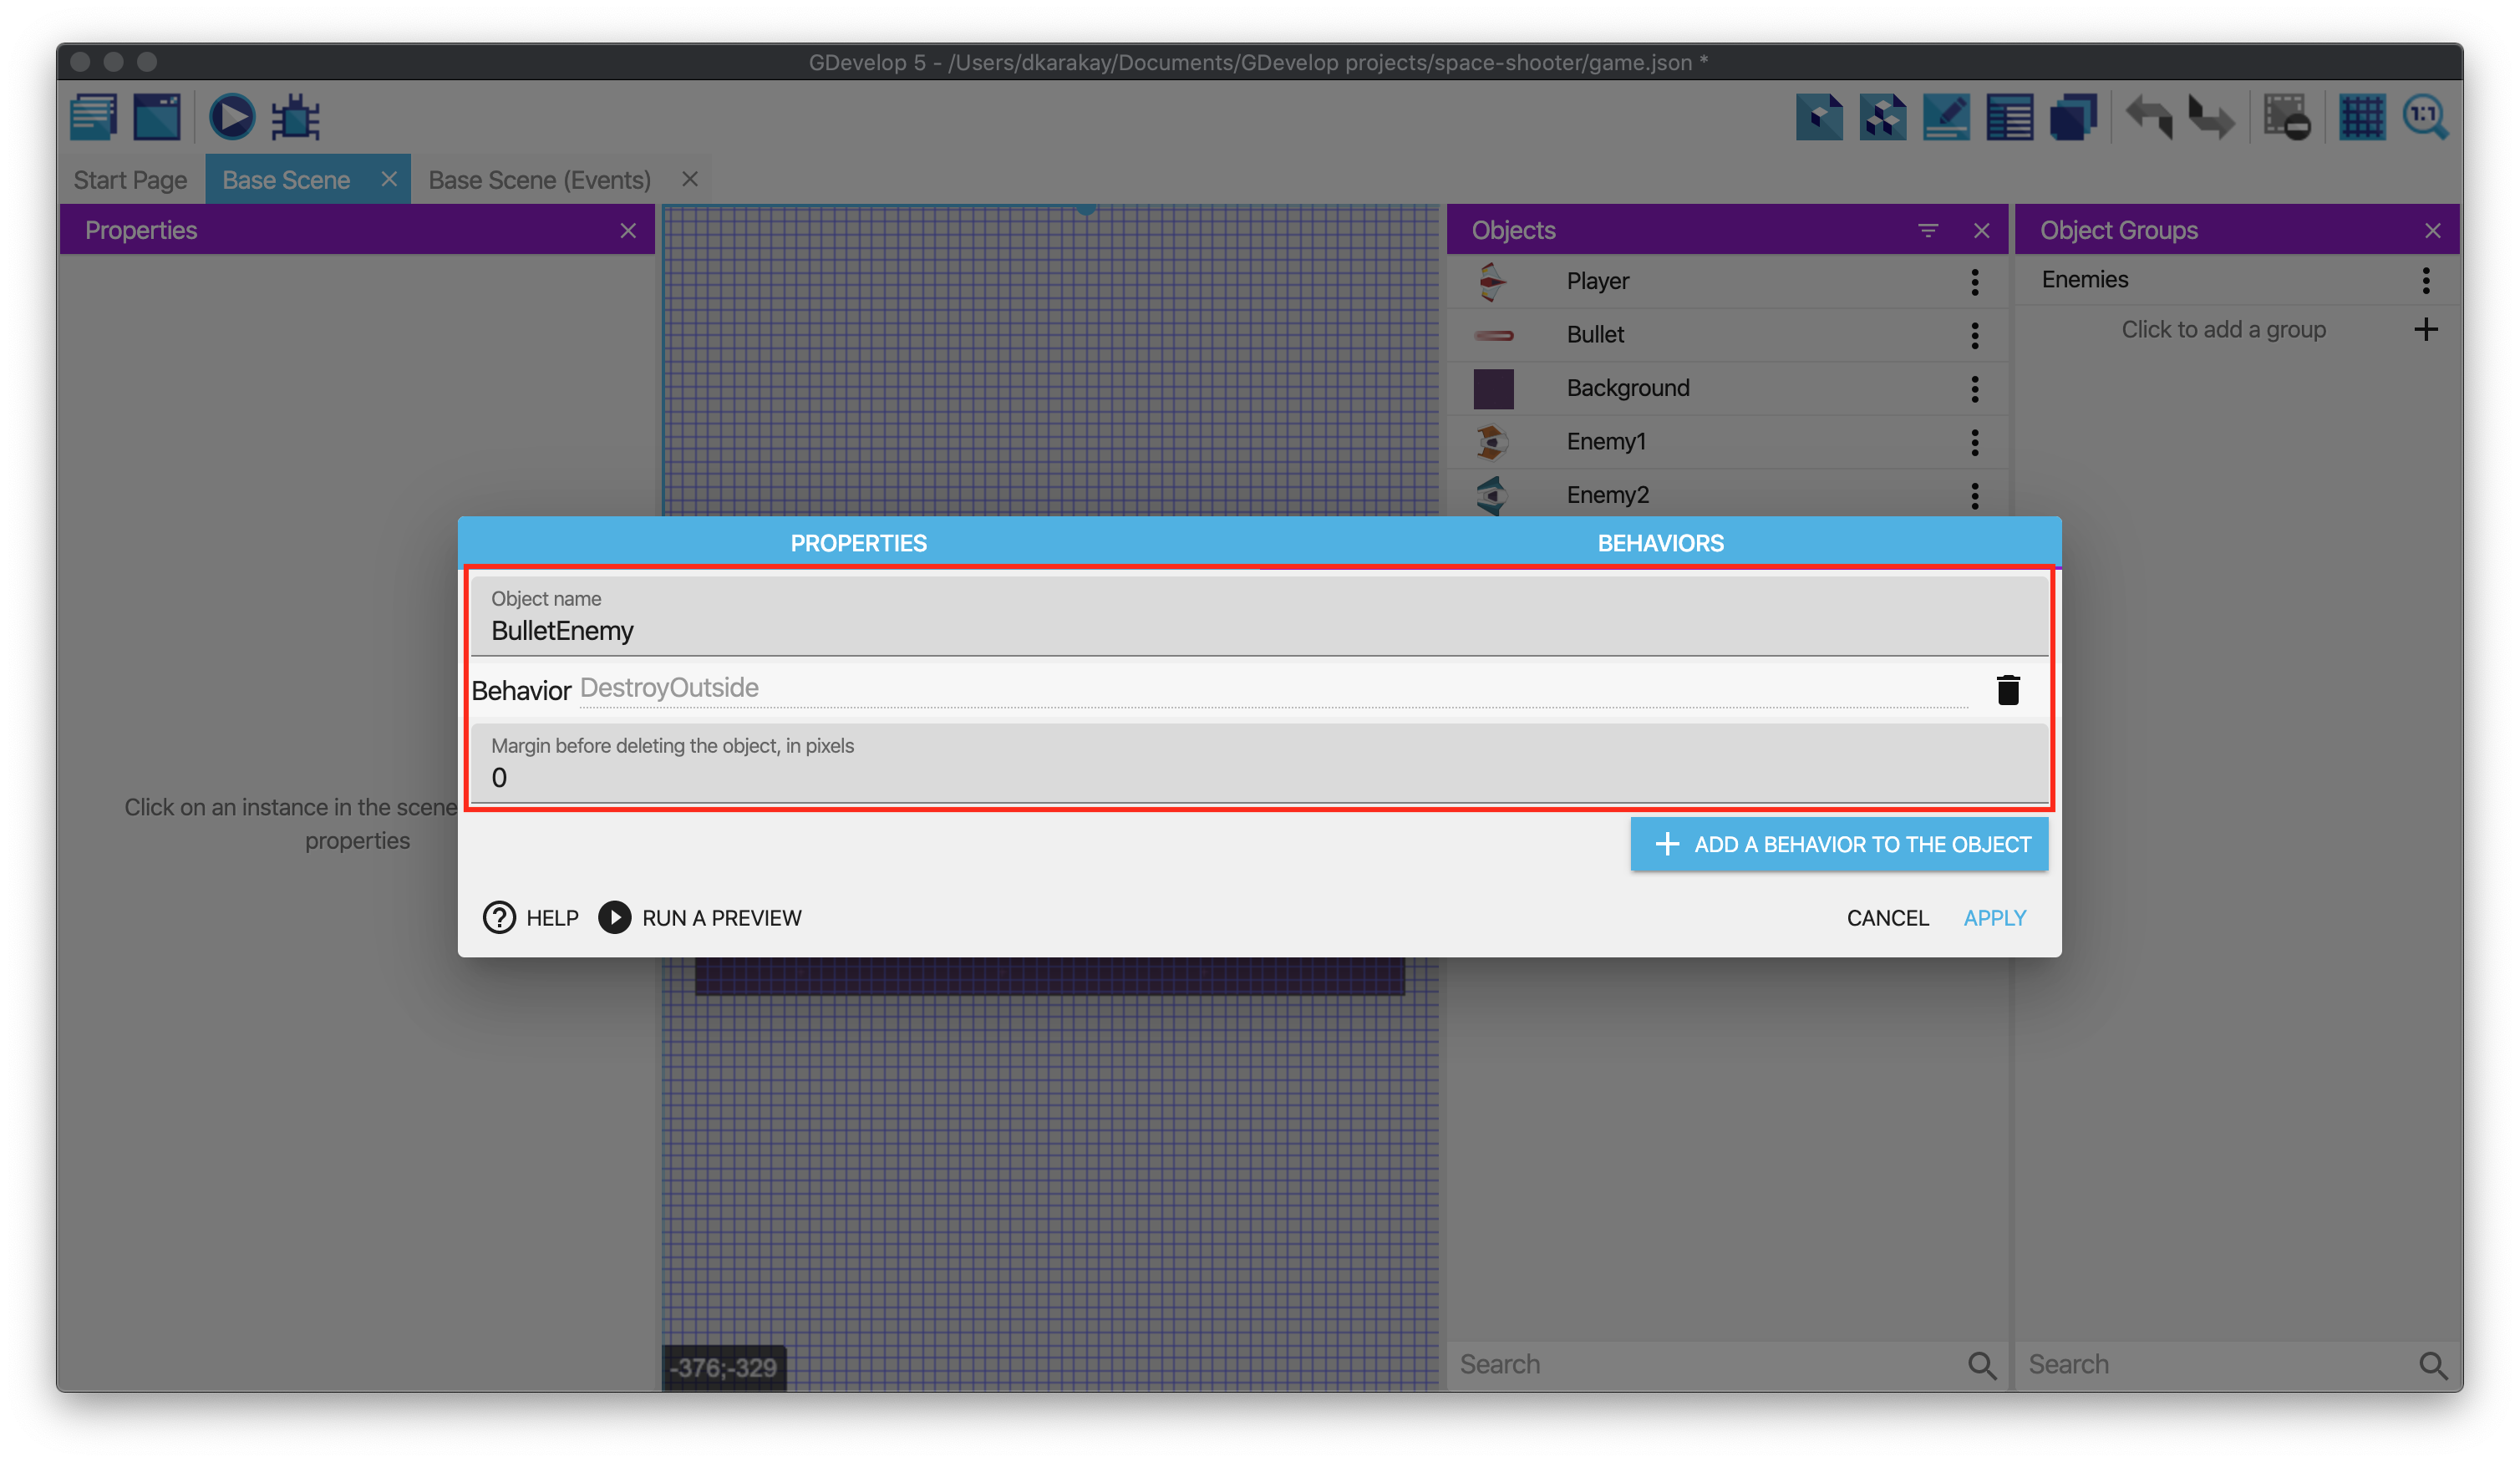 GDevelop 5 - /Users/dkarakay/Documents/GDevelop projects/space-shooter/game.json *
1:1
Start Page
Base Scene
Base Scene (Events)
Properties
Objects
Object Groups
Player
Enemies
Bullet
Click to add a group
Background
Enemy1
Enemy2
PROPERTIES
BEHAVIORS
Object name
BulletEnemy
Behavior DestroyOutside
Margin before deleting the object, in pixels
0
Click on an instance in the scene
properties
ADD A BEHAVIOR TO THE OBJECT
HELP
RUN A PREVIEW
CANCEL
APPLY
-376;-329
Search
Search